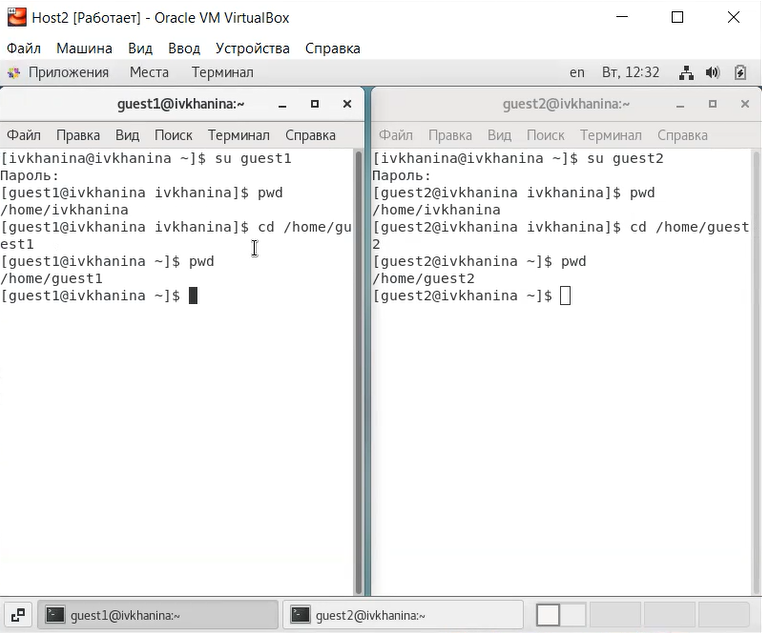 Host2 [Работает] - Oracle VM VirtualBox
Файл Машина Вид Ввод Устройства Справка
Приложения Места Терминал en Вт, 12:32
guest1@ivkhanina:~
Файл Правка Вид Поиск Терминал Справка
[ivkhanina@ivkhanina ~]$ su guest1
Пароль:
[guest1@ivkhanina ivkhanina]$ pwd
/home/ivkhanina
[guest1@ivkhanina ivkhanina]$ cd /home/gu
est1
[guest1@ivkhanina ~]$ pwd
/home/guest1
[guest1@ivkhanina ~]$
guest2@ivkhanina:~
Файл Правка Вид Поиск Терминал Справка
[ivkhanina@ivkhanina ~]$ su guest2
Пароль:
[guest2@ivkhanina ivkhanina]$ pwd
/home/ivkhanina
[guest2@ivkhanina ivkhanina]$ cd /home/guest
2
[guest2@ivkhanina ~]$ pwd
/home/guest2
[guest2@ivkhanina ~]$
guest1@ivkhanina:~ guest2@ivkhanina:~